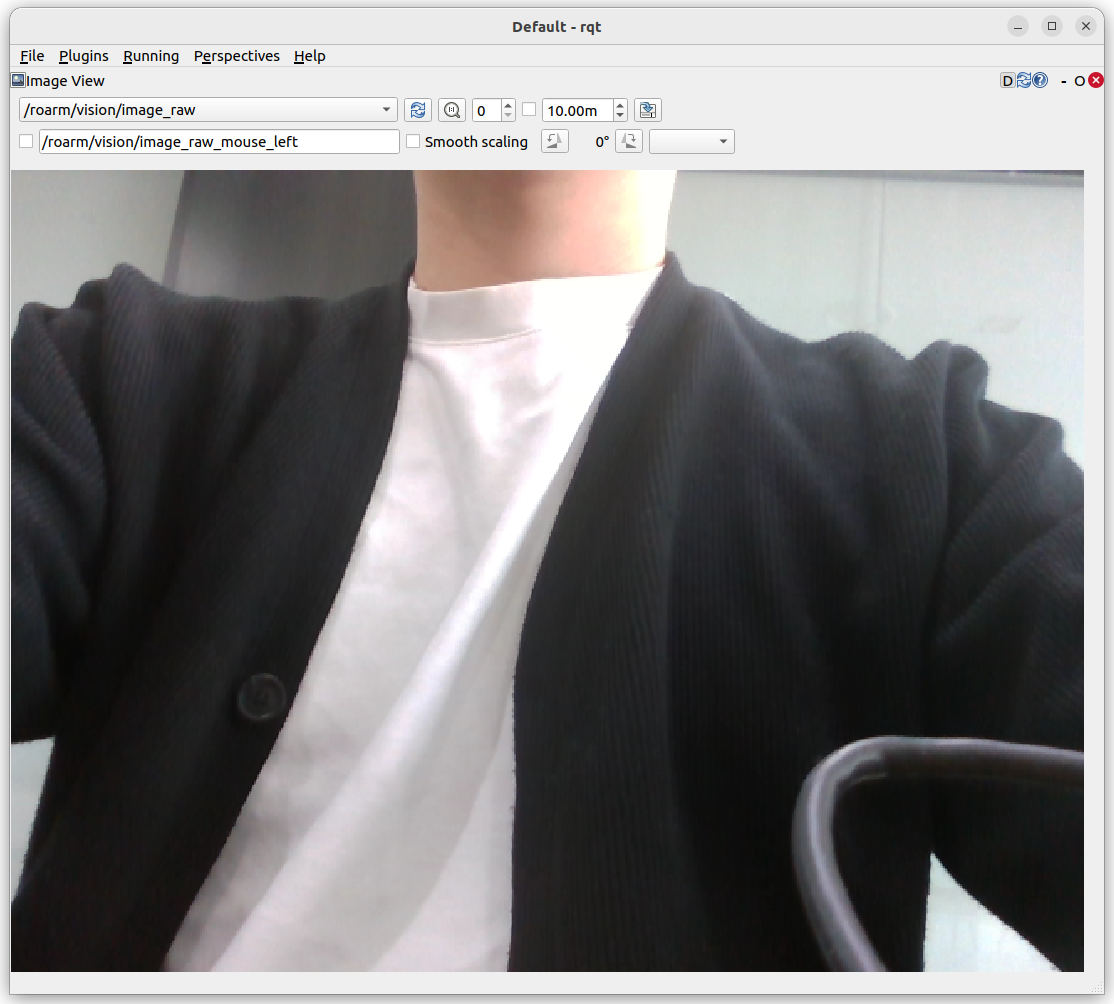 Default - rqt
File Plugins Running Perspectives Help
Image View
D
- O
/roarm/vision/image_raw
0
10.00m
/roarm/vision/image_raw_mouse_left
Smooth scaling
0°